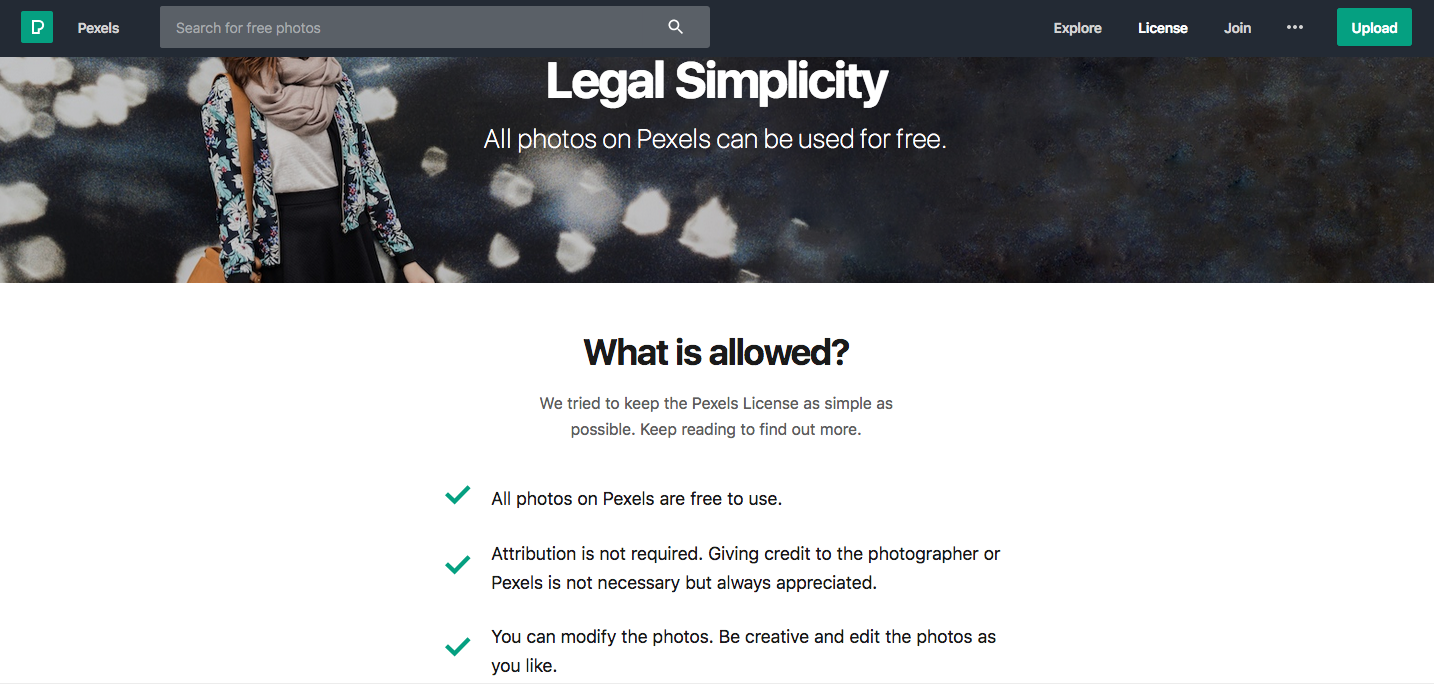 Pexels
Search for free photos
Explore
License
Join
Upload
Legal Simplicity
All photos on Pexels can be used for free.
What is allowed?
We tried to keep the Pexels License as simple as
possible. Keep reading to find out more.
All photos on Pexels are free to use.
Attribution is not required. Giving credit to the photographer or
Pexels is not necessary but always appreciated.
You can modify the photos. Be creative and edit the photos as
you like.